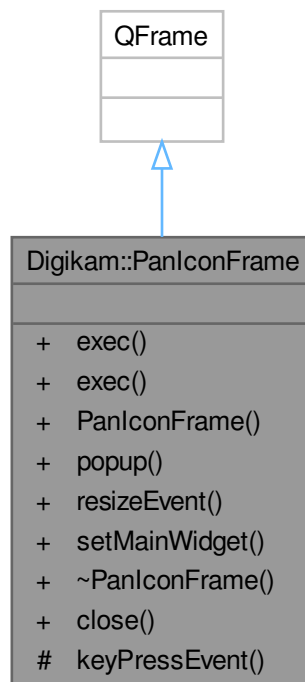 QFrame
Digikam::PanIconFrame
+ exec()
+ exec()
+ PanIconFrame()
+ popup()
+ resizeEvent()
+ setMainWidget()
+ ~PanIconFrame()
+ close()
# keyPressEvent()